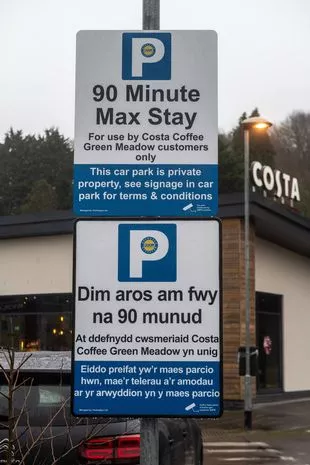 P
90 Minute
Max Stay
For use by Costa Coffee
Green Meadow customers
only
This car park is private
property, see signage in car
park for terms & conditions
COSTA
P
Dim aros am fwy
na 90 munud
At ddefnydd cwsmeriaid Costa
Coffee Green Meadow yn unig
Eiddo preifat yw'r maes parcio
hwn, mae'r telerau a'r amodau
ar yr arwyddion yn y maes parcio